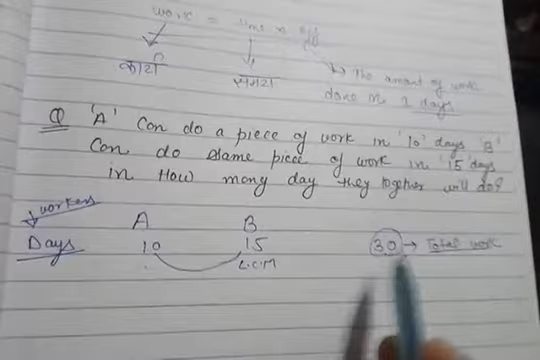 work = time × eff
कार्य समय
↳ The amount of work
done in 1 days
Q 'A' Can do a piece of work in '10' days 'B'
Can do same piece of work in '15 days
in How many day they together will do?
workers A B
Days 10 15 30 → Total work
L.C.M